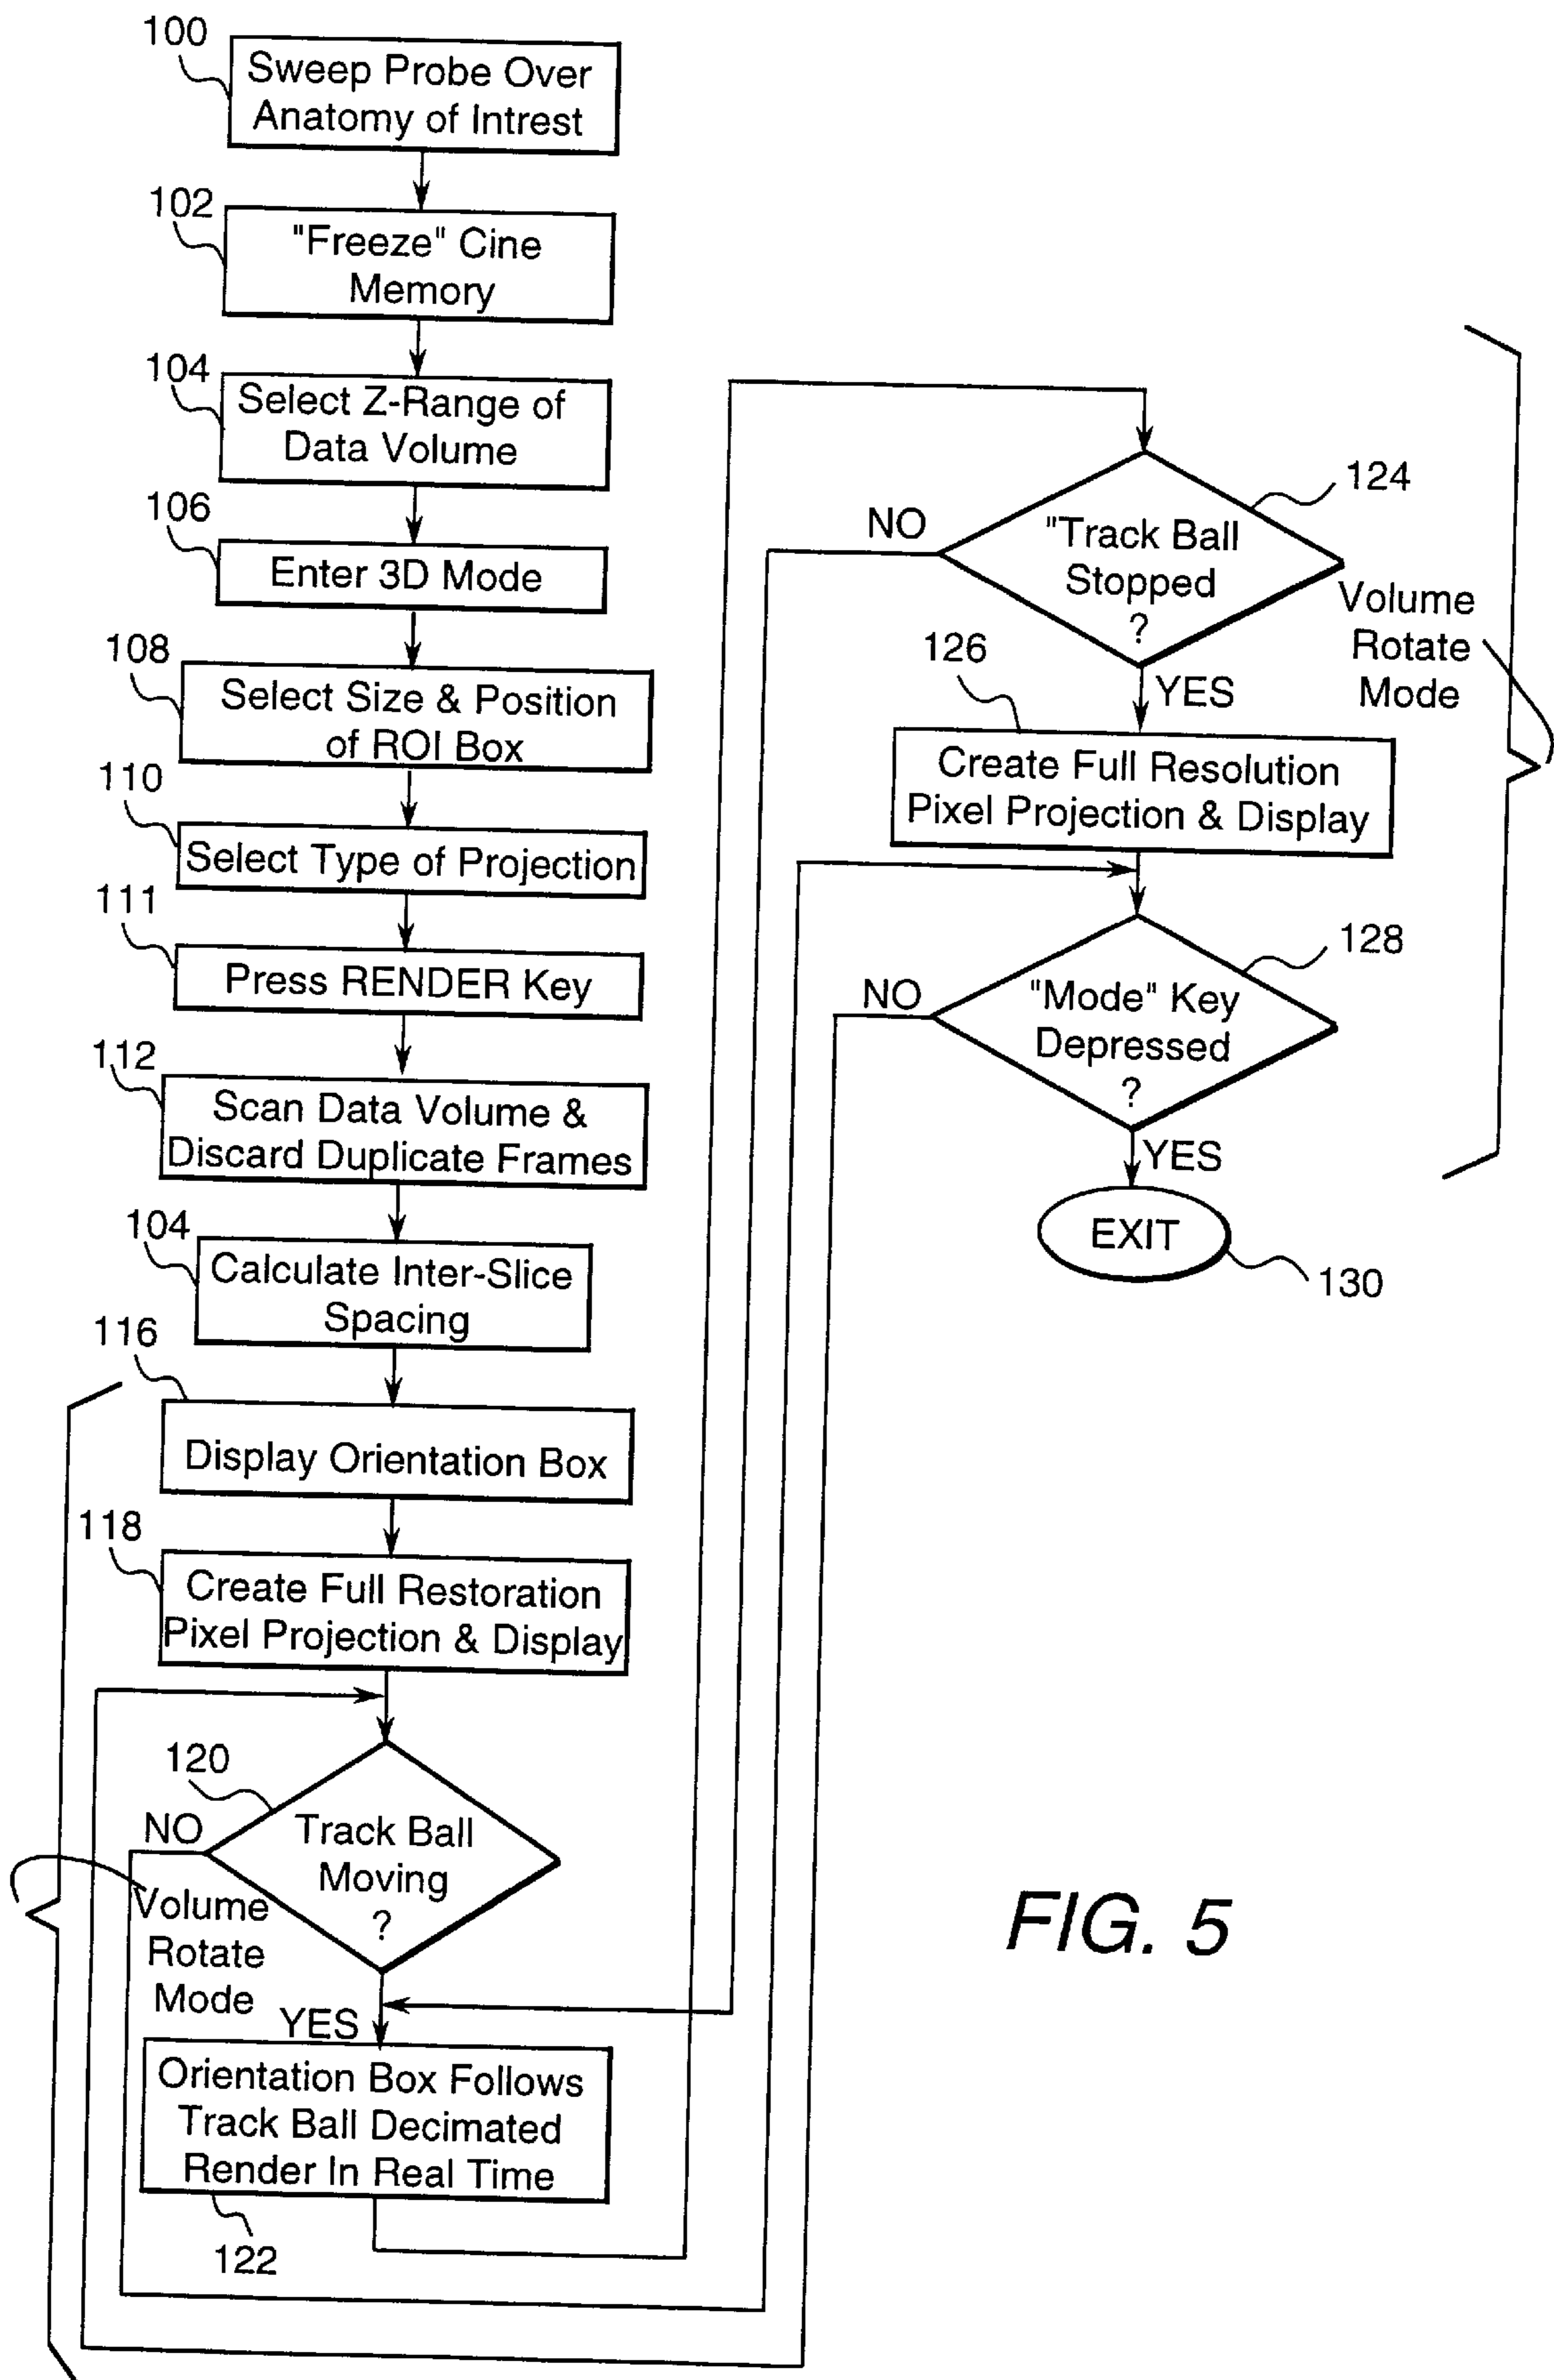 100
Sweep Probe Over
Anatomy of Intrest
102
"Freeze" Cine
Memory
104
Select Z-Range of
Data Volume
106
Enter 3D Mode
108
Select Size & Position
of ROI Box
110
Select Type of Projection
111
Press RENDER Key
112
Scan Data Volume &
Discard Duplicate Frames
104
Calculate Inter-Slice
Spacing
116
Display Orientation Box
118
Create Full Restoration
Pixel Projection & Display
120
NO
Track Ball
Moving
?
Volume
Rotate
Mode
YES
Orientation Box Follows
Track Ball Decimated
Render In Real Time
122
124
NO
"Track Ball
Stopped
?
YES
Volume
Rotate
Mode
126
Create Full Resolution
Pixel Projection & Display
128
NO
"Mode" Key
Depressed
?
YES
EXIT
130
FIG. 5